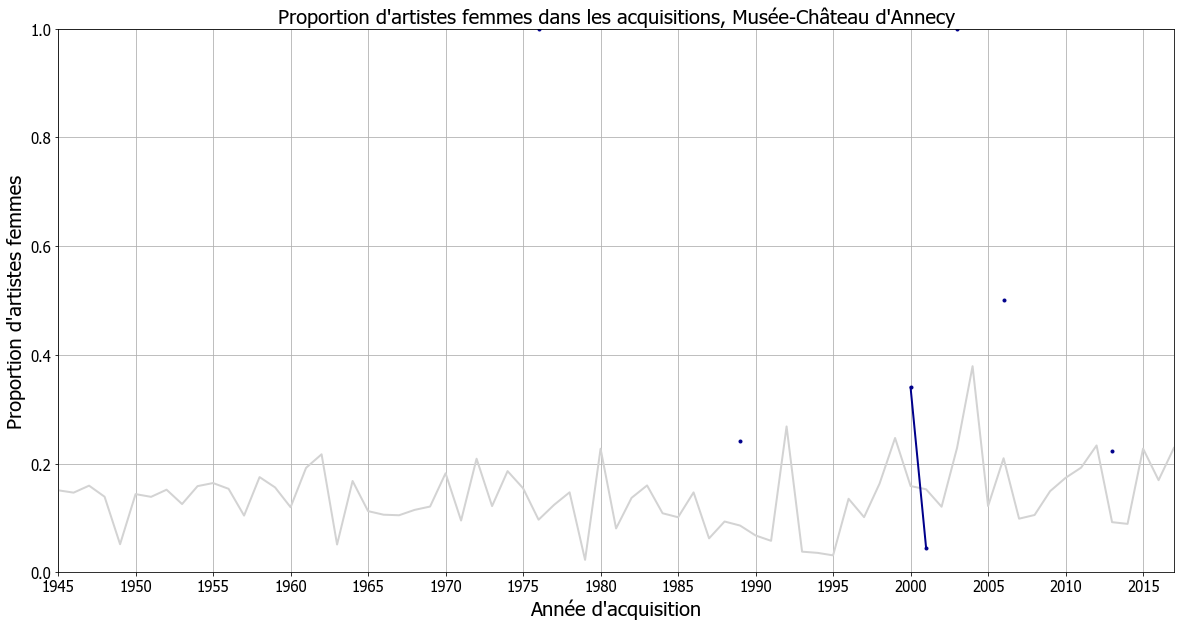 Proportion d'artistes femmes dans les acquisitions, Musée-Château d'Annecy
1.0
0.8
0.6
0.4
0.2
0.0
Proportion d'artistes femmes
1945 1950 1955 1960 1965 1970 1975 1980 1985 1990 1995 2000 2005 2010 2015
Année d'acquisition